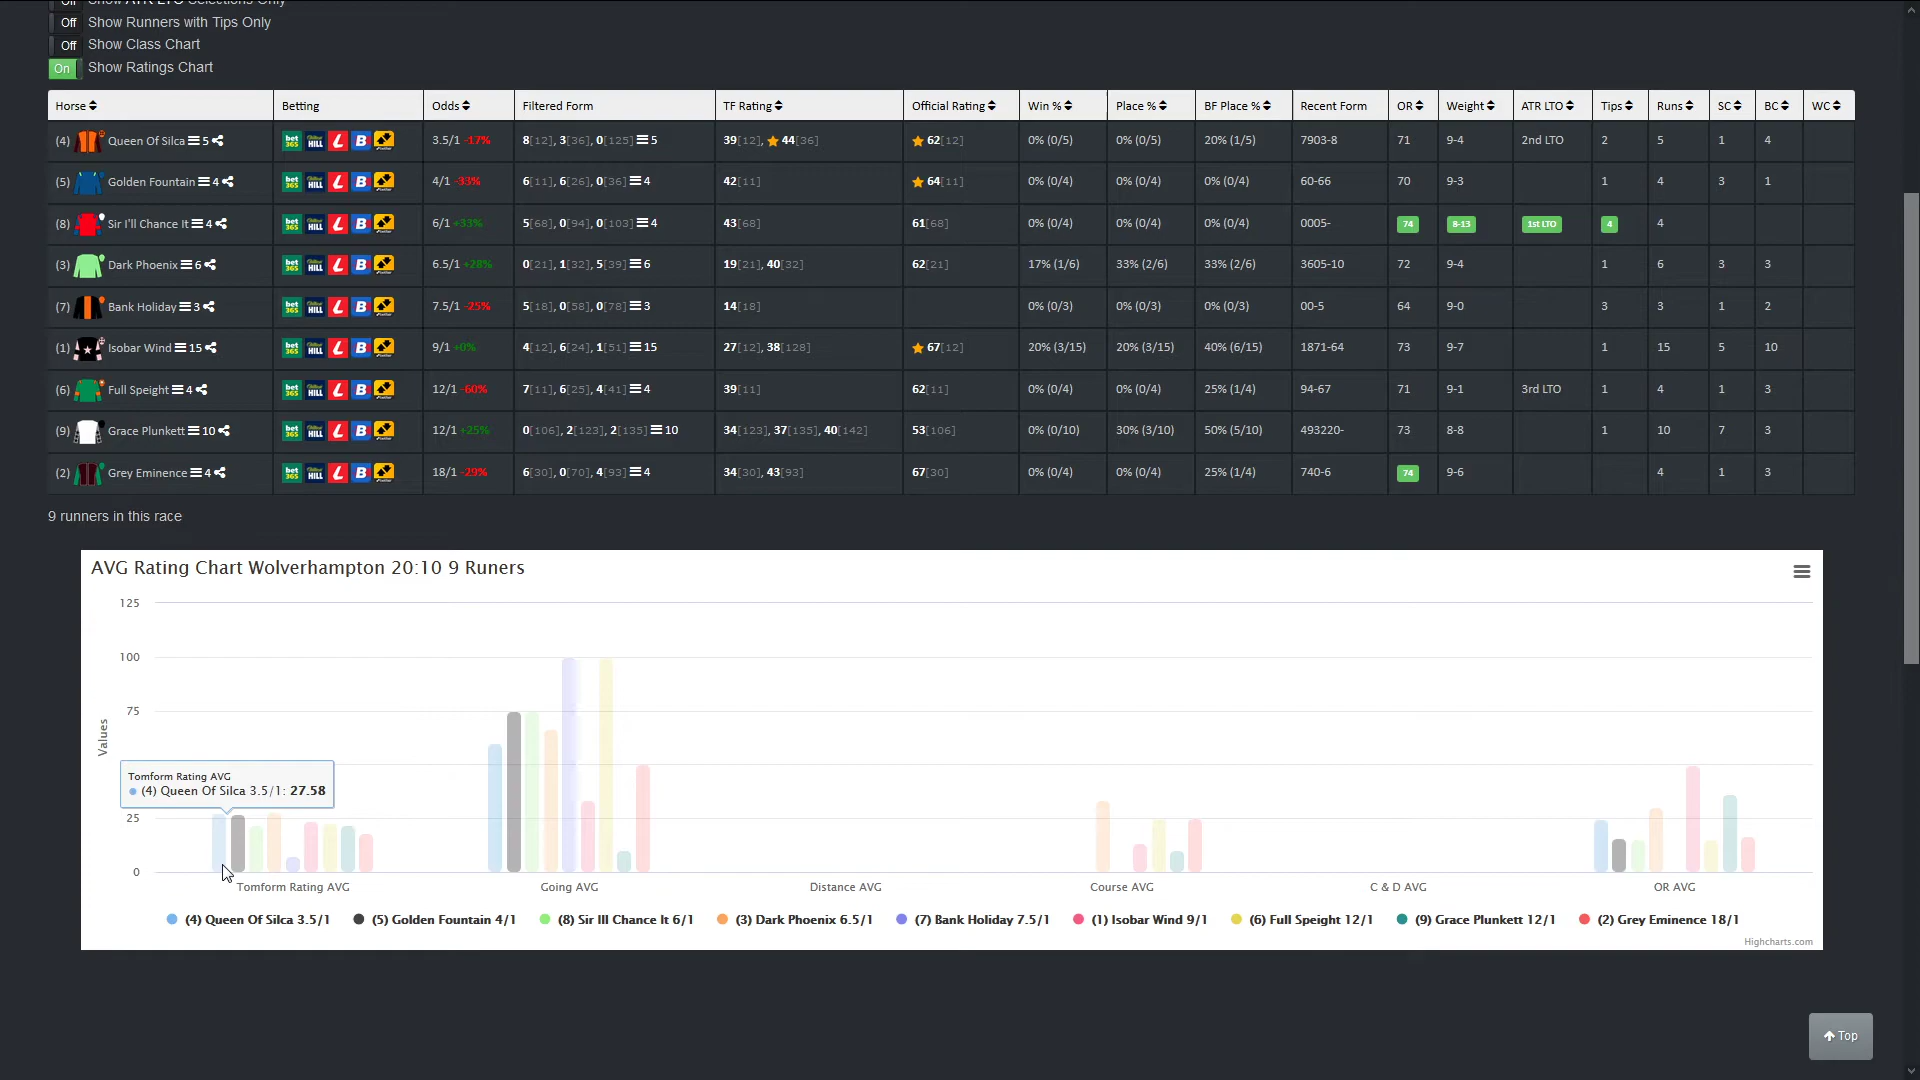 Off Show ATR LTO Selections Only
Off Show Runners with Tips Only
Off Show Class Chart
On Show Ratings Chart
Horse Betting Odds Filtered Form TF Rating Official Rating Win % Place % BF Place % Recent Form OR Weight ATR LTO Tips Runs SC BC WC
(4) Queen Of Silca 5 bet365 HILL L B 3.5/1 -17% 8[12], 3[36], 0[125] 5 39[12], 44[36] 62[12] 0% (0/5) 0% (0/5) 20% (1/5) 7903-8 71 9-4 2nd LTO 2 5 1 4
(5) Golden Fountain 4 bet365 HILL L B 4/1 -33% 6[11], 6[26], 0[36] 4 42[11] 64[11] 0% (0/4) 0% (0/4) 0% (0/4) 60-66 70 9-3 1 4 3 1
(8) Sir I'll Chance It 4 bet365 HILL L B 6/1 +33% 5[68], 0[94], 0[103] 4 43[68] 61[68] 0% (0/4) 0% (0/4) 0% (0/4) 0005- 74 8-13 1st LTO 4 4
(3) Dark Phoenix 6 bet365 HILL L B 6.5/1 +28% 0[21], 1[32], 5[39] 6 19[21], 40[32] 62[21] 17% (1/6) 33% (2/6) 33% (2/6) 3605-10 72 9-4 1 6 3 3
(7) Bank Holiday 3 bet365 HILL L B 7.5/1 -25% 5[18], 0[58], 0[78] 3 14[18] 0% (0/3) 0% (0/3) 0% (0/3) 00-5 64 9-0 3 3 1 2
(1) Isobar Wind 15 bet365 HILL L B 9/1 +0% 4[12], 6[24], 1[51] 15 27[12], 38[128] 67[12] 20% (3/15) 20% (3/15) 40% (6/15) 1871-64 73 9-7 1 15 5 10
(6) Full Speight 4 bet365 HILL L B 12/1 -60% 7[11], 6[25], 4[41] 4 39[11] 62[11] 0% (0/4) 0% (0/4) 25% (1/4) 94-67 71 9-1 3rd LTO 1 4 1 3
(9) Grace Plunkett 10 bet365 HILL L B 12/1 +25% 0[106], 2[123], 2[135] 10 34[123], 37[135], 40[142] 53[106] 0% (0/10) 30% (3/10) 50% (5/10) 493220- 73 8-8 1 10 7 3
(2) Grey Eminence 4 bet365 HILL L B 18/1 -29% 6[30], 0[70], 4[93] 4 34[30], 43[93] 67[30] 0% (0/4) 0% (0/4) 25% (1/4) 740-6 74 9-6 4 1 3
9 runners in this race
AVG Rating Chart Wolverhampton 20:10 9 Runers
125
100
75
Values
Tomform Rating AVG
(4) Queen Of Silca 3.5/1: 27.58
25
0
Tomform Rating AVG Going AVG Distance AVG Course AVG C & D AVG OR AVG
(4) Queen Of Silca 3.5/1 (5) Golden Fountain 4/1 (8) Sir Ill Chance It 6/1 (3) Dark Phoenix 6.5/1 (7) Bank Holiday 7.5/1 (1) Isobar Wind 9/1 (6) Full Speight 12/1 (9) Grace Plunkett 12/1 (2) Grey Eminence 18/1
Highcharts.com
Top